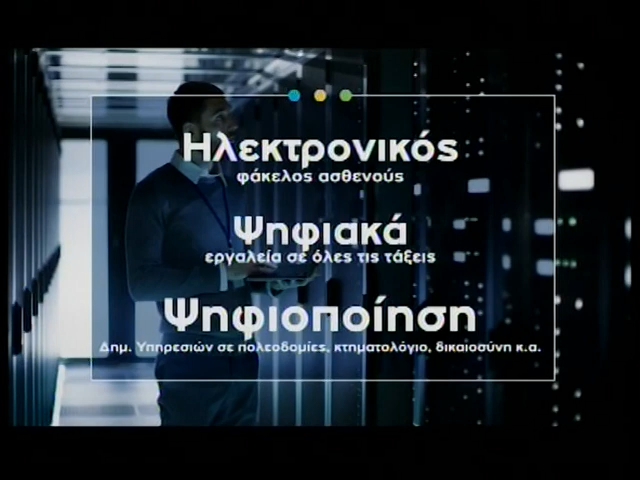 Ηλεκτρονικός
φάκελος ασθενούς
Ψηφιακά
εργαλεία σε όλες τις τάξεις
Ψηφιοποίηση
Δημ. Υπηρεσιών σε πολεοδομίες, κτηματολόγιο, δικαιοσύνη κ.α.